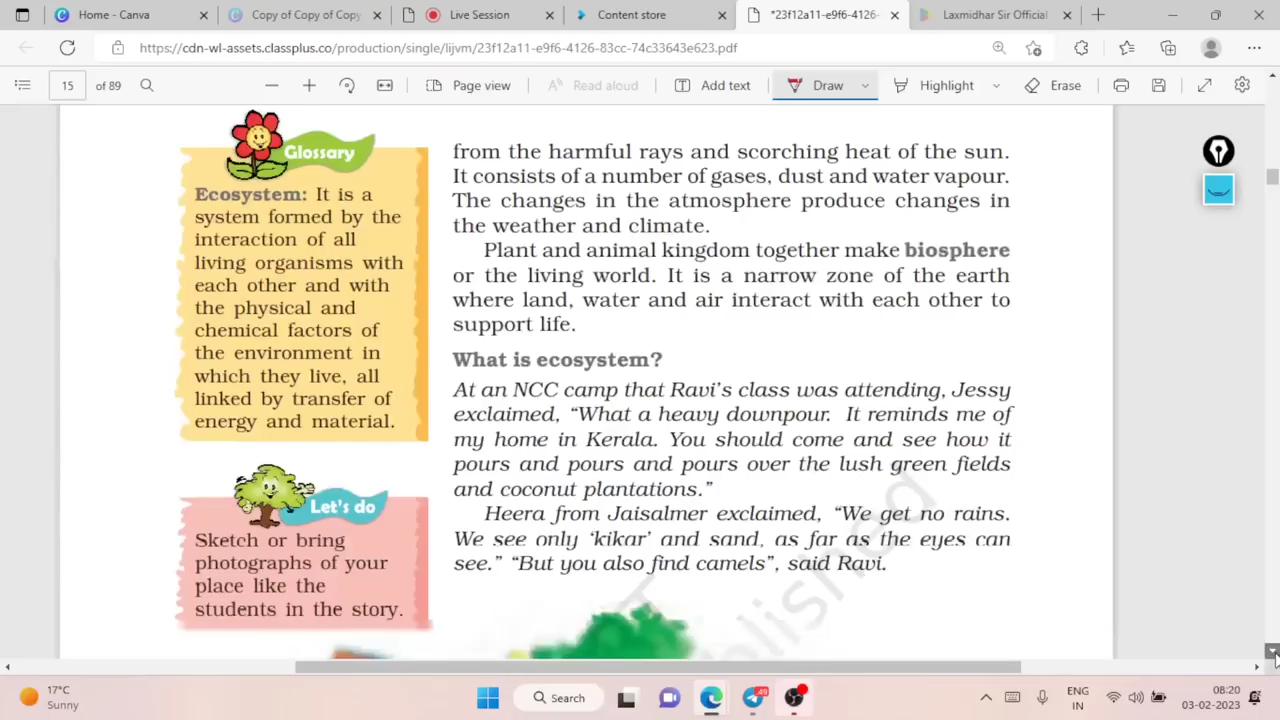 Home - Canva
Copy of Copy of Copy
Live Session
Content store
*23f12a11-e9f6-4126-
Laxmidhar Sir Official
https://cdn-wl-assets.classplus.co/production/single/lijvm/23f12a11-e9f6-4126-83cc-74c33643e623.pdf
15 of 89
Page view
Read aloud
Add text
Draw
Highlight
Erase
Glossary
Ecosystem: It is a
system formed by the
interaction of all
living organisms with
each other and with
the physical and
chemical factors of
the environment in
which they live, all
linked by transfer of
energy and material.
Let's do
Sketch or bring
photographs of your
place like the
students in the story.
from the harmful rays and scorching heat of the sun.
It consists of a number of gases, dust and water vapour.
The changes in the atmosphere produce changes in
the weather and climate.
Plant and animal kingdom together make biosphere
or the living world. It is a narrow zone of the earth
where land, water and air interact with each other to
support life.
What is ecosystem?
At an NCC camp that Ravi's class was attending, Jessy
exclaimed, “What a heavy downpour. It reminds me of
my home in Kerala. You should come and see how it
pours and pours and pours over the lush green fields
and coconut plantations.”
Heera from Jaisalmer exclaimed, “We get no rains.
We see only ‘kikar’ and sand, as far as the eyes can
see.” “But you also find camels”, said Ravi.
17°C
Sunny
Search
49
ENG
IN
08:20
03-02-2023